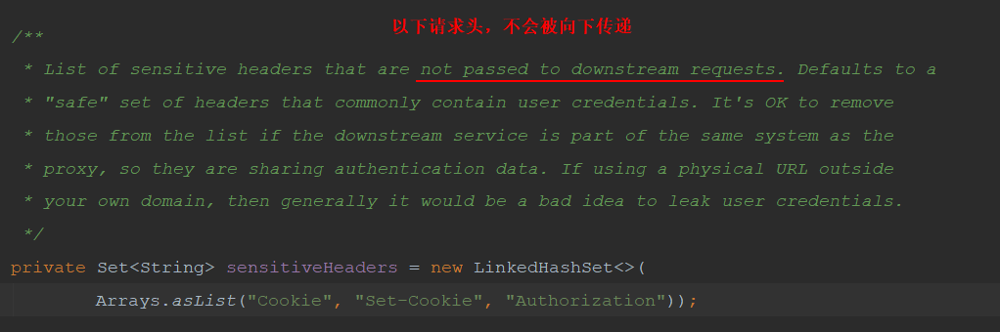 以下请求头，不会被向下传递
/**
* List of sensitive headers that are not passed to downstream requests. Defaults to a
* "safe" set of headers that commonly contain user credentials. It's OK to remove
* those from the list if the downstream service is part of the same system as the
* proxy, so they are sharing authentication data. If using a physical URL outside
* your own domain, then generally it would be a bad idea to leak user credentials.
*/
private Set<String> sensitiveHeaders = new LinkedHashSet<>(
Arrays.asList("Cookie", "Set-Cookie", "Authorization"));